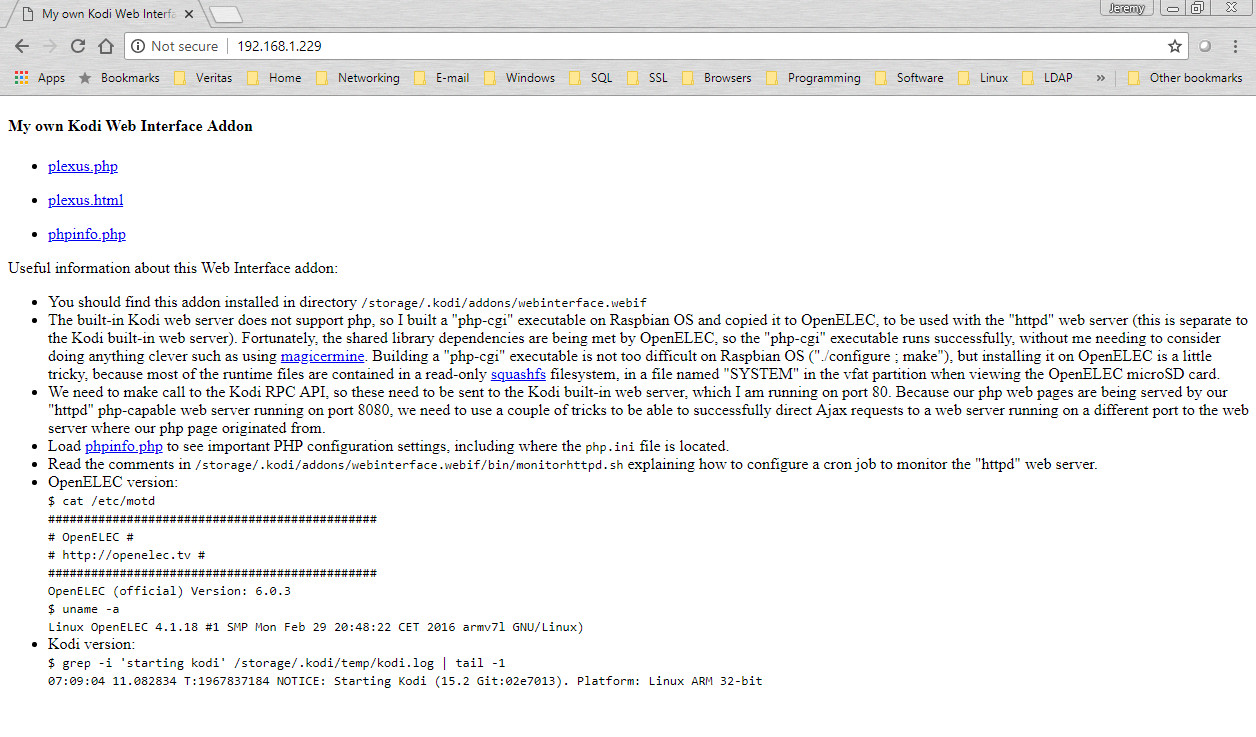 My own Kodi Web Interfa
Jeremy
Not secure
192.168.1.229
Apps
Bookmarks
Veritas
Home
Networking
E-mail
Windows
SQL
SSL
Browsers
Programming
Software
Linux
LDAP
»
Other bookmarks
My own Kodi Web Interface Addon
plexus.php
plexus.html
phpinfo.php
Useful information about this Web Interface addon:
You should find this addon installed in directory /storage/.kodi/addons/webinterface.webif
The built-in Kodi web server does not support php, so I built a "php-cgi" executable on Raspbian OS and copied it to OpenELEC, to be used with the "httpd" web server (this is separate to
the Kodi built-in web server). Fortunately, the shared library dependencies are being met by OpenELEC, so the "php-cgi" executable runs successfully, without me needing to consider
doing anything clever such as using magicermine. Building a "php-cgi" executable is not too difficult on Raspbian OS ("./configure ; make"), but installing it on OpenELEC is a little
tricky, because most of the runtime files are contained in a read-only squashfs filesystem, in a file named "SYSTEM" in the vfat partition when viewing the OpenELEC microSD card.
We need to make call to the Kodi RPC API, so these need to be sent to the Kodi built-in web server, which I am running on port 80. Because our php web pages are being served by our
"httpd" php-capable web server running on port 8080, we need to use a couple of tricks to be able to successfully direct Ajax requests to a web server running on a different port to the web
server where our php page originated from.
Load phpinfo.php to see important PHP configuration settings, including where the php.ini file is located.
Read the comments in /storage/.kodi/addons/webinterface.webif/bin/monitorhttpd.sh explaining how to configure a cron job to monitor the "httpd" web server.
OpenELEC version:
$ cat /etc/motd
##############################################
# OpenELEC #
# http://openelec.tv #
##############################################
OpenELEC (official) Version: 6.0.3
$ uname -a
Linux OpenELEC 4.1.18 #1 SMP Mon Feb 29 20:48:22 CET 2016 armv7l GNU/Linux)
Kodi version:
$ grep -i 'starting kodi' /storage/.kodi/temp/kodi.log | tail -1
07:09:04 11.082834 T:1967837184 NOTICE: Starting Kodi (15.2 Git:02e7013). Platform: Linux ARM 32-bit